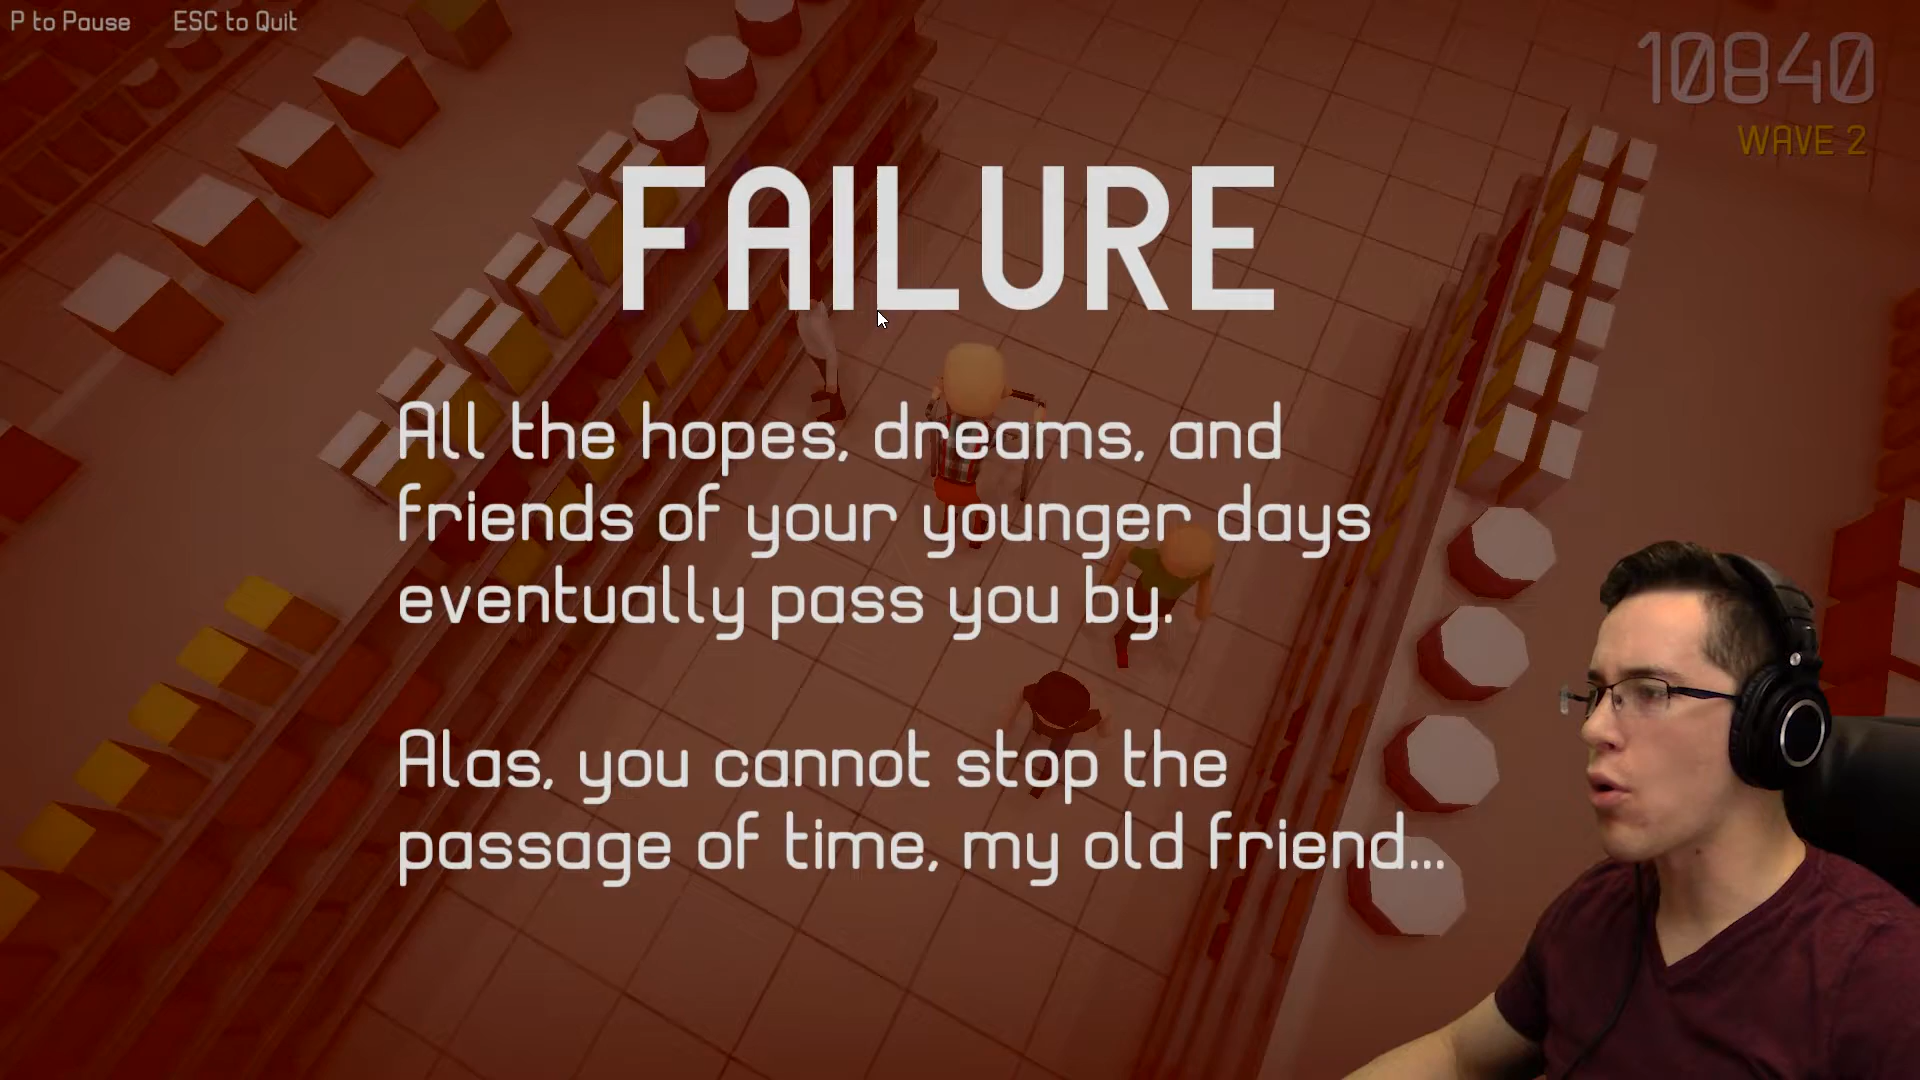 P to Pause ESC to Quit
10840
WAVE 2
FAILURE
All the hopes, dreams, and
friends of your younger days
eventually pass you by.
Alas, you cannot stop the
passage of time, my old friend...